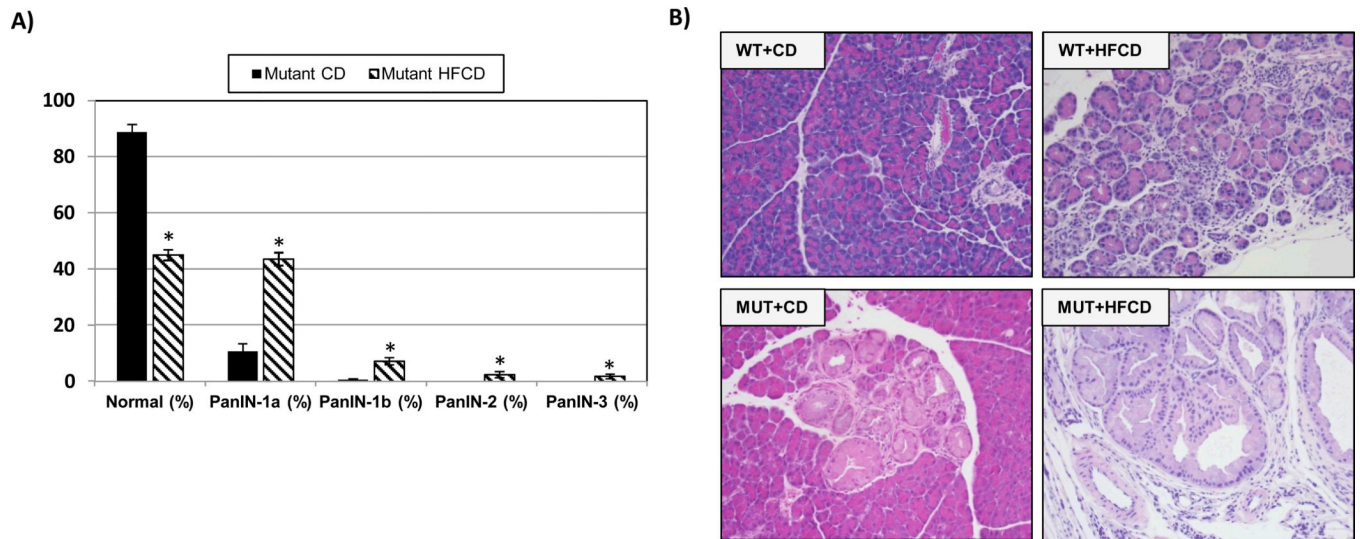 A)
Mutant CD Mutant HFCD
100
80
60
40
20
0
* * * * *
Normal (%) PanIN-1a (%) PanIN-1b (%) PanIN-2 (%) PanIN-3 (%)
B)
WT+CD WT+HFCD
MUT+CD MUT+HFCD